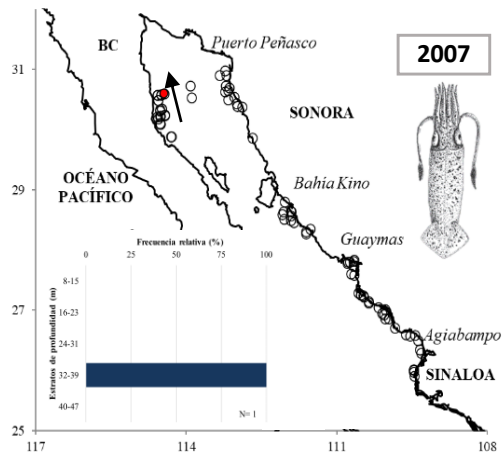 BC
Puerto Peñasco
2007
31
SONORA
OCÉANO
PACÍFICO
29
Bahía Kino
Frecuencia relativa (%)
0 50 100
Guaymas
Estratos de profundidad (m)
8-15
16-23
24-31
32-39
40-47
N= 1
27
Agiabampo
SINALOA
25
117 114 111 108